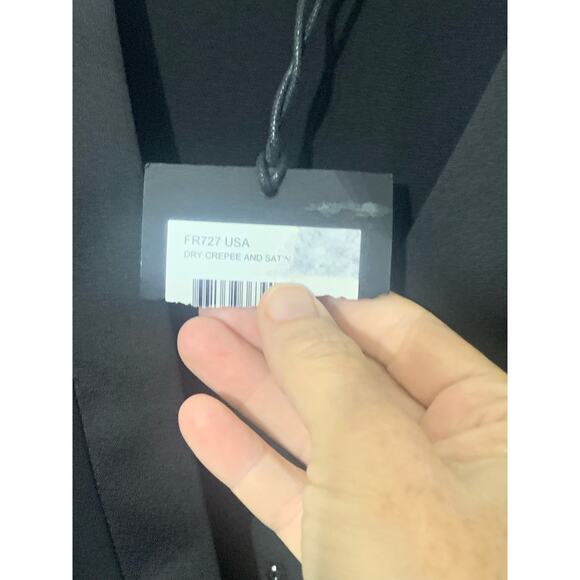 FR727 USA
DRY CREPEE AND SATIN